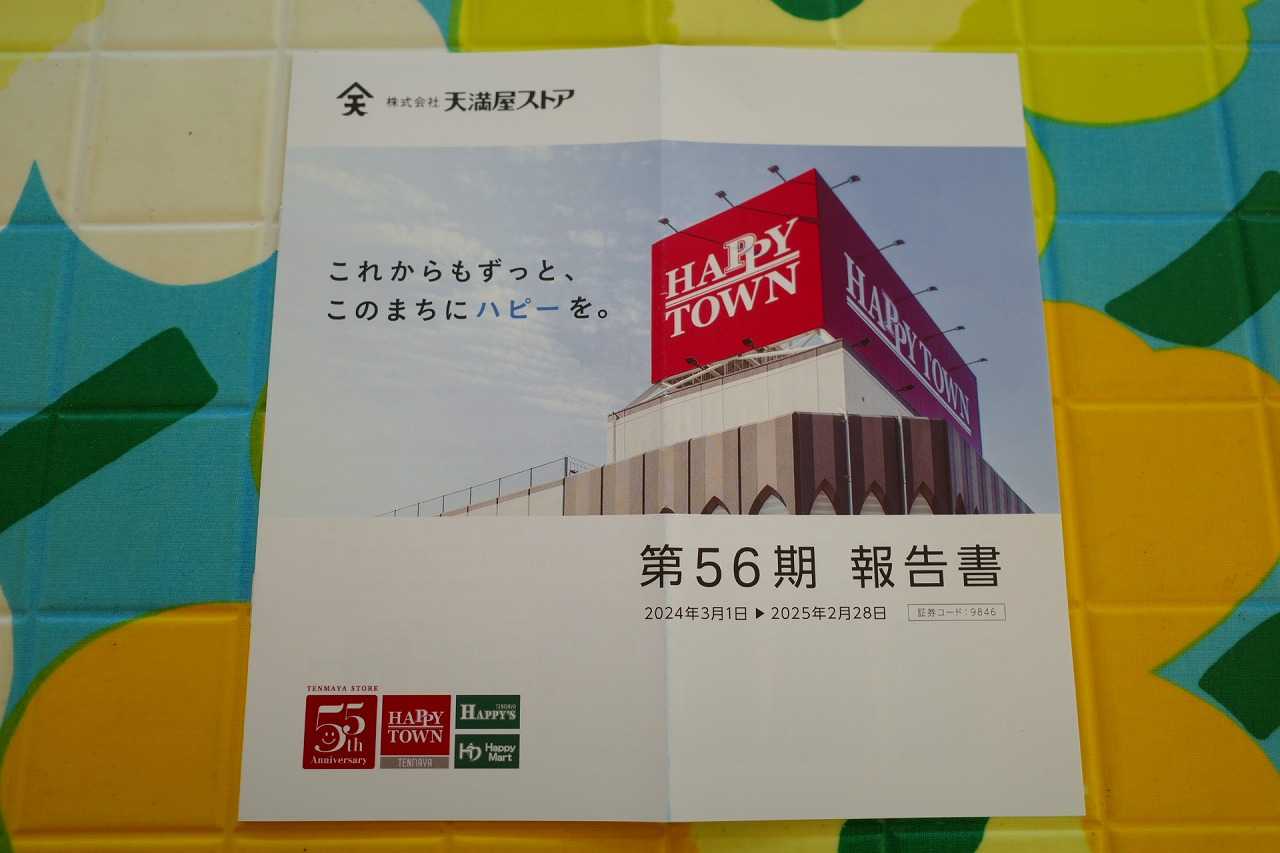 株式会社 天満屋ストア
これからもずっと、
このまちにハピーを。
HAPPY
TOWN
HAPPY TOWN
第56期 報告書
2024年3月1日 ▶ 2025年2月28日 証券コード：9846
TENMAYA STORE
55th
Anniversary
HAPPY
TOWN
TENMAYA
TENMAYA
HAPPY'S
Happy
Mart